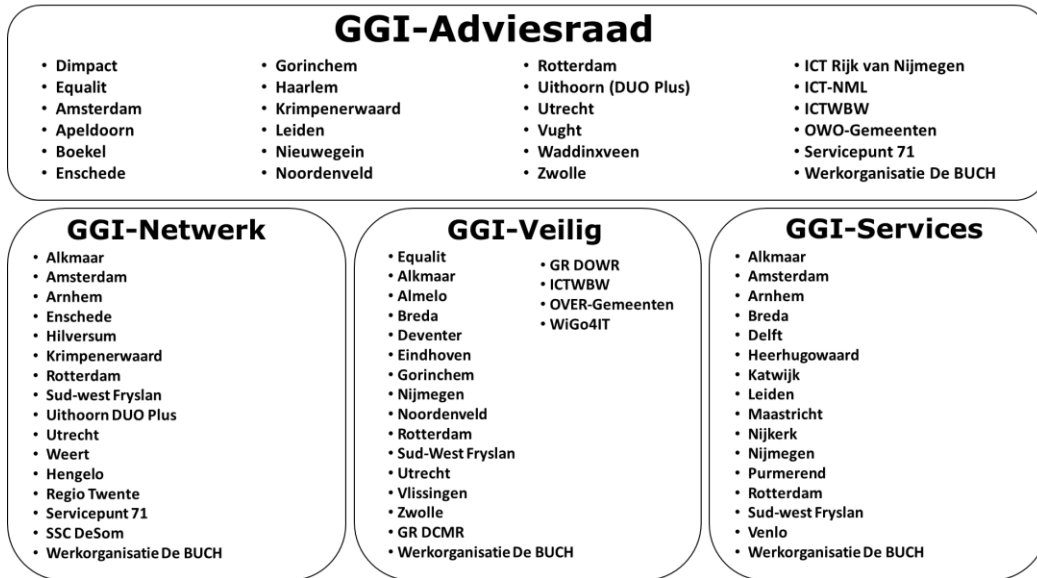 GGI-Adviesraad
• Dimpact
• Equalit
• Amsterdam
• Apeldoorn
• Boekel
• Enschede
• Gorinchem
• Haarlem
• Krimpenerwaard
• Leiden
• Nieuwegein
• Noordenveld
• Rotterdam
• Uithoorn (DUO Plus)
• Utrecht
• Vught
• Waddinxveen
• Zwolle
• ICT Rijk van Nijmegen
• ICT-NML
• ICTWBW
• OWO-Gemeenten
• Servicepunt 71
• Werkorganisatie De BUCH
GGI-Netwerk
• Alkmaar
• Amsterdam
• Arnhem
• Enschede
• Hilversum
• Krimpenerwaard
• Rotterdam
• Sud-west Fryslan
• Uithoorn DUO Plus
• Utrecht
• Weert
• Hengelo
• Regio Twente
• Servicepunt 71
• SSC DeSom
• Werkorganisatie De BUCH
GGI-Veilig
• Equalit
• Alkmaar
• Almelo
• Breda
• Deventer
• Eindhoven
• Gorinchem
• Nijmegen
• Noordenveld
• Rotterdam
• Sud-West Fryslan
• Utrecht
• Vlissingen
• Zwolle
• GR DCMR
• Werkorganisatie De BUCH
• GR DOWR
• ICTWBW
• OVER-Gemeenten
• WiGo4IT
GGI-Services
• Alkmaar
• Amsterdam
• Arnhem
• Breda
• Delft
• Heerhugowaard
• Katwijk
• Leiden
• Maastricht
• Nijkerk
• Nijmegen
• Purmerend
• Rotterdam
• Sud-west Fryslan
• Venlo
• Werkorganisatie De BUCH